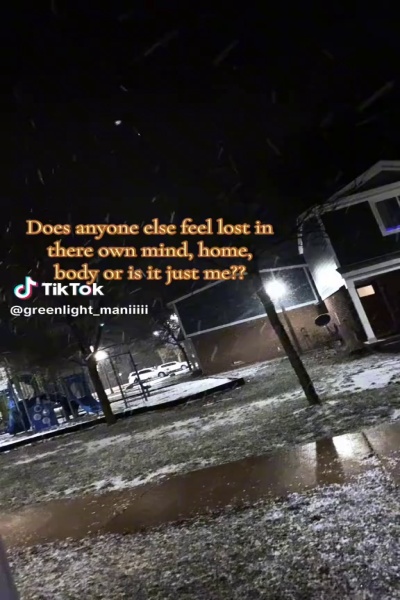 Does anyone else feel lost in
there own mind, home,
body or is it just me??
TikTok
@greenlight_maniiiii